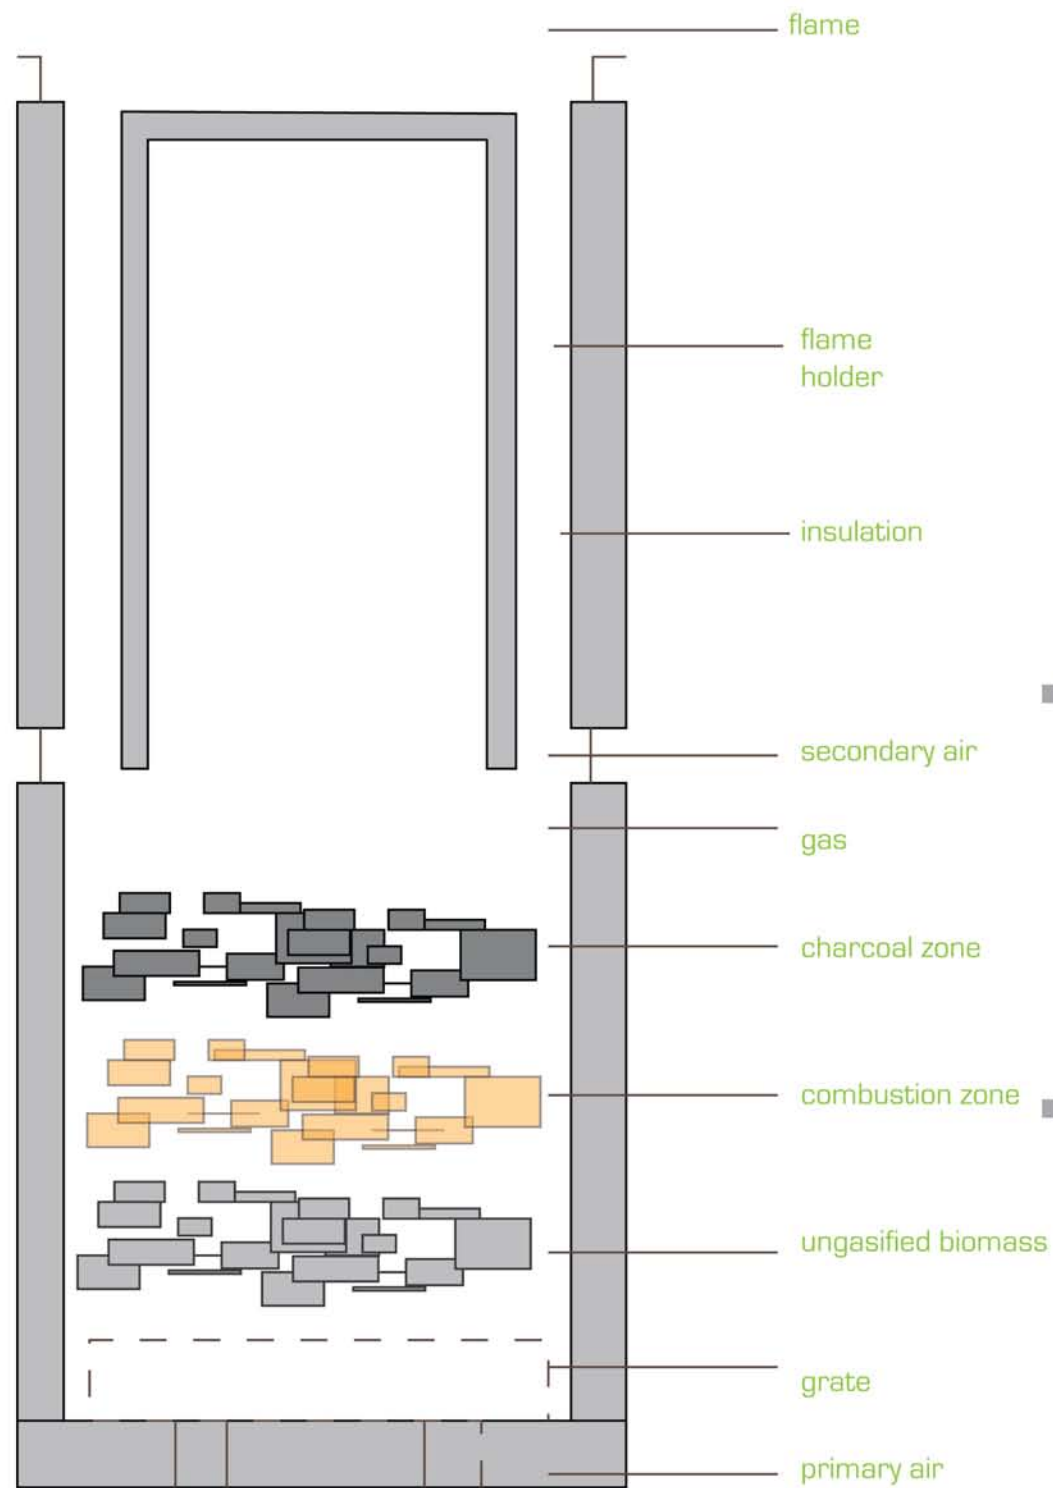 flame
flame
holder
insulation
secondary air
gas
charcoal zone
combustion zone
ungasified biomass
grate
primary air